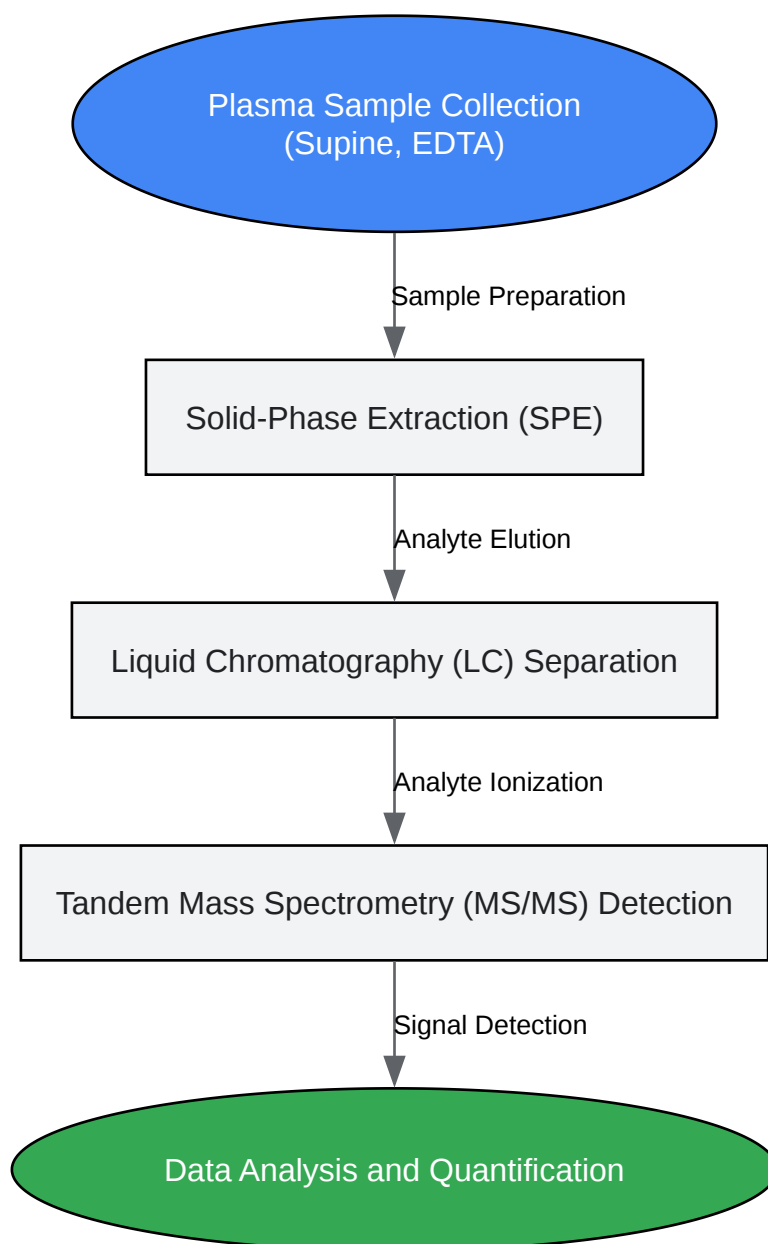 Plasma Sample Collection
(Supine, EDTA)
Sample Preparation
Solid-Phase Extraction (SPE)
Analyte Elution
Liquid Chromatography (LC) Separation
Analyte Ionization
Tandem Mass Spectrometry (MS/MS) Detection
Signal Detection
Data Analysis and Quantification